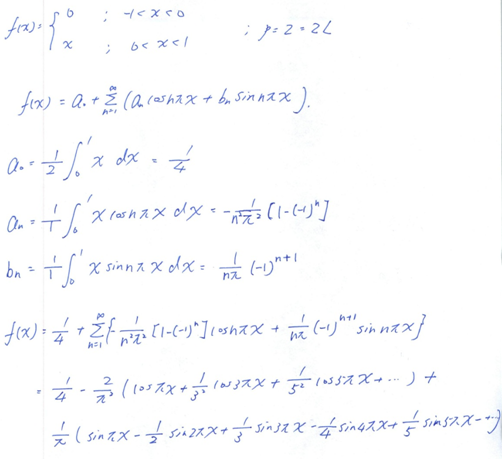 f(x) = { 0 ; -1 < x < 0
x ; 0 < x < 1 ; p = 2 = 2L
f(x) = a₀ + Σ_{n=1}^{∞} (aₙ cos nπx + bₙ sin nπx).
a₀ = 1/2 ∫₀¹ x dx = 1/4
aₙ = 1/1 ∫₀¹ x cos nπx dx = - 1/(n²π²) [1-(-1)ⁿ]
bₙ = 1/1 ∫₀¹ x sin nπx dx = 1/(nπ) (-1)ⁿ⁺¹
f(x) = 1/4 + Σ_{n=1}^{∞} {- 1/(n²π²) [1-(-1)ⁿ] cos nπx + 1/(nπ) (-1)ⁿ⁺¹ sin nπx}
= 1/4 - 2/π² (cos πx + 1/3² cos 3πx + 1/5² cos 5πx + ⋯) +
1/π (sin πx - 1/2 sin 2πx + 1/3 sin 3πx - 1/4 sin 4πx + 1/5 sin 5πx - + ⋯)